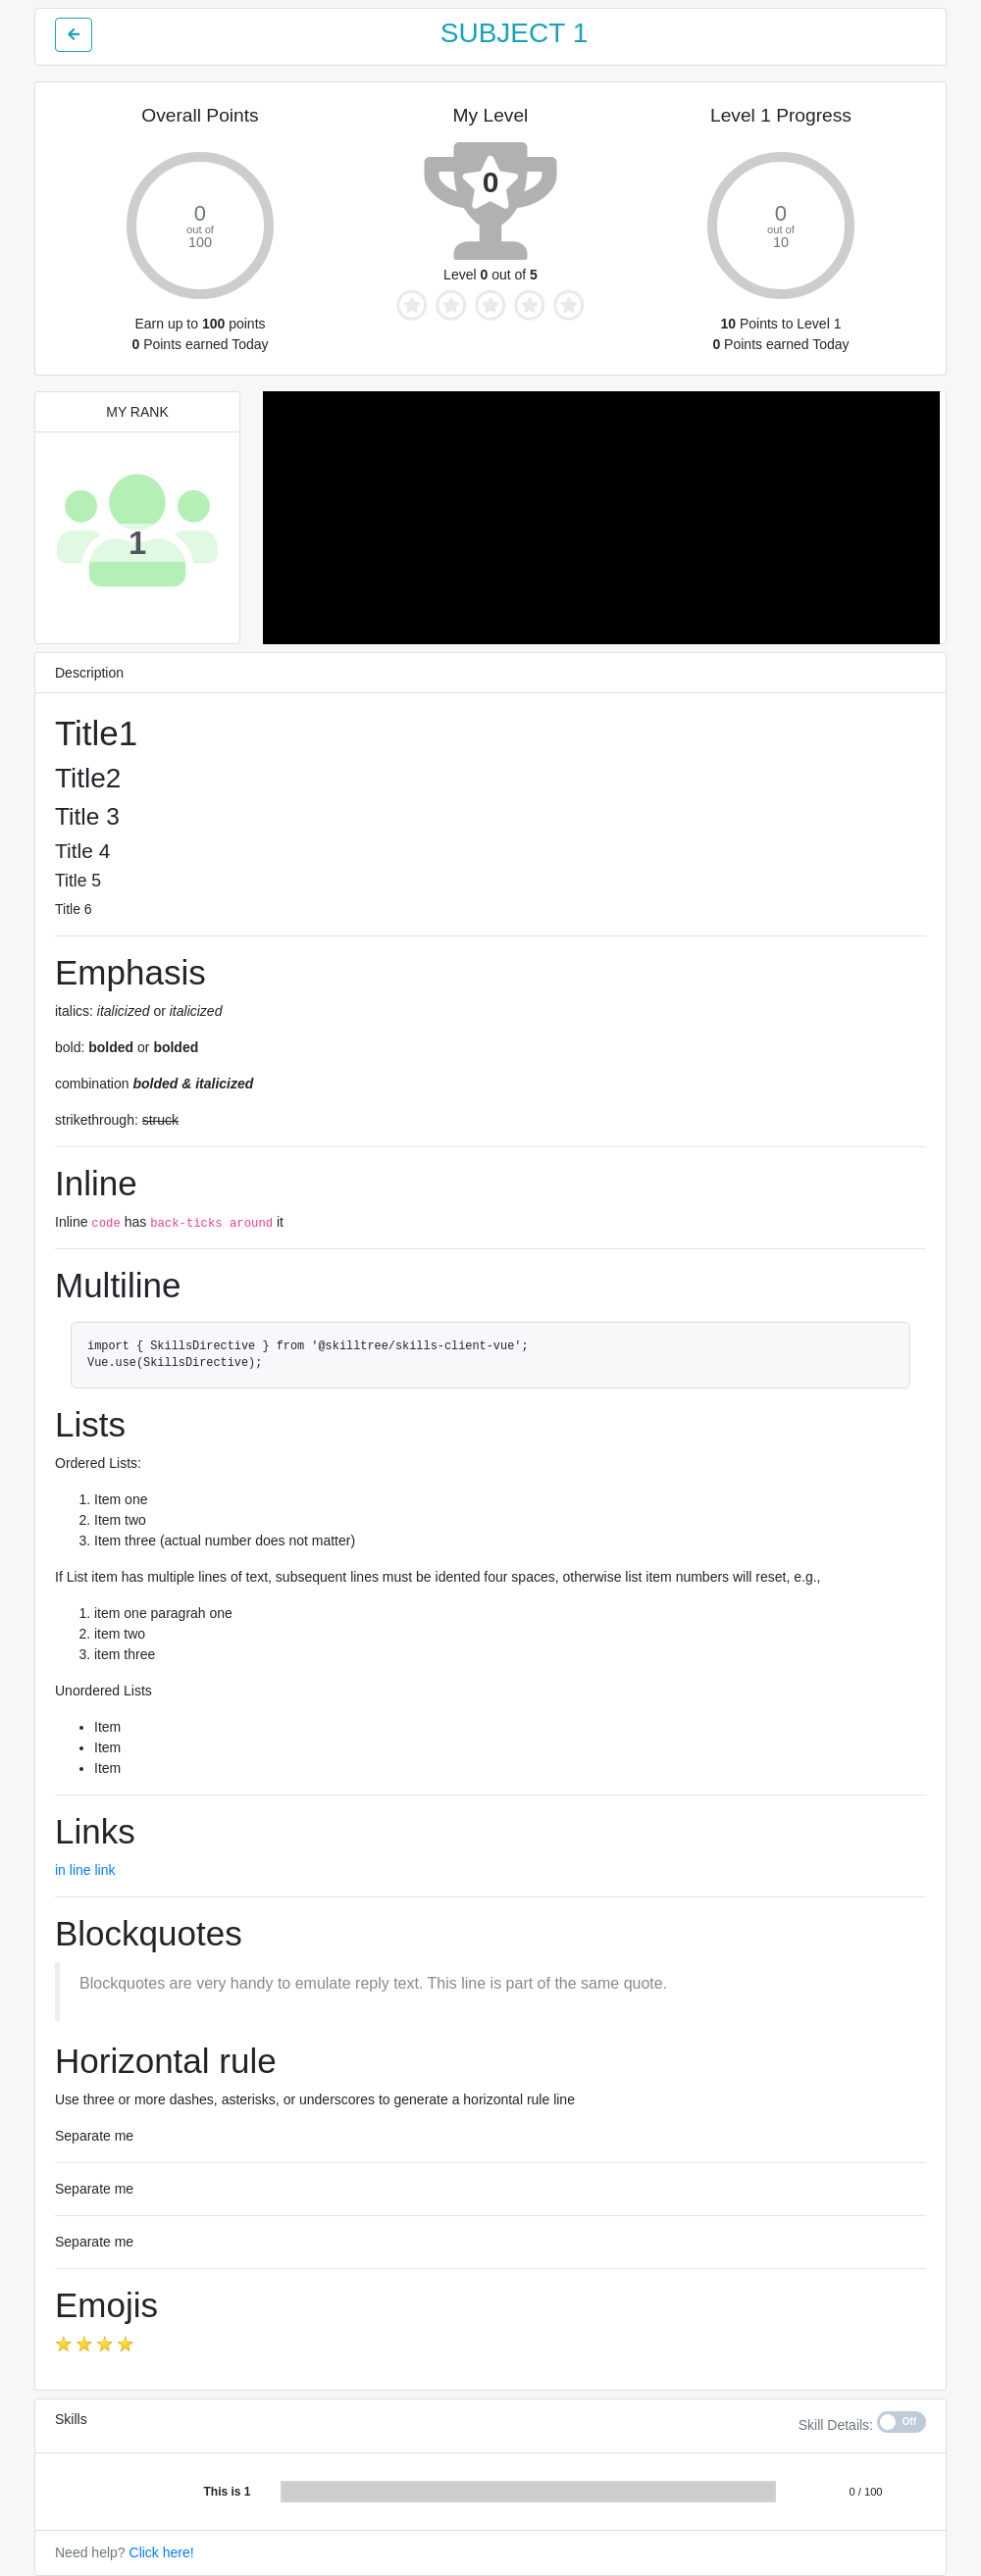 SUBJECT 1
Overall Points
My Level
Level 1 Progress
0
out of
100
0
0
out of
10
Level 0 out of 5
Earn up to 100 points
0 Points earned Today
10 Points to Level 1
0 Points earned Today
MY RANK
1
Description
Title1
Title2
Title 3
Title 4
Title 5
Title 6
Emphasis
italics: italicized or italicized
bold: bolded or bolded
combination bolded & italicized
strikethrough: struck
Inline
Inline code has back-ticks around it
Multiline
import { SkillsDirective } from '@skilltree/skills-client-vue';
Vue.use(SkillsDirective);
Lists
Ordered Lists:
1. Item one
2. Item two
3. Item three (actual number does not matter)
If List item has multiple lines of text, subsequent lines must be idented four spaces, otherwise list item numbers will reset, e.g.,
1. item one paragrah one
2. item two
3. item three
Unordered Lists
• Item
• Item
• Item
Links
in line link
Blockquotes
Blockquotes are very handy to emulate reply text. This line is part of the same quote.
Horizontal rule
Use three or more dashes, asterisks, or underscores to generate a horizontal rule line
Separate me
Separate me
Separate me
Emojis
⭐⭐⭐⭐
Skills
Skill Details: Off
This is 1
0 / 100
Need help? Click here!